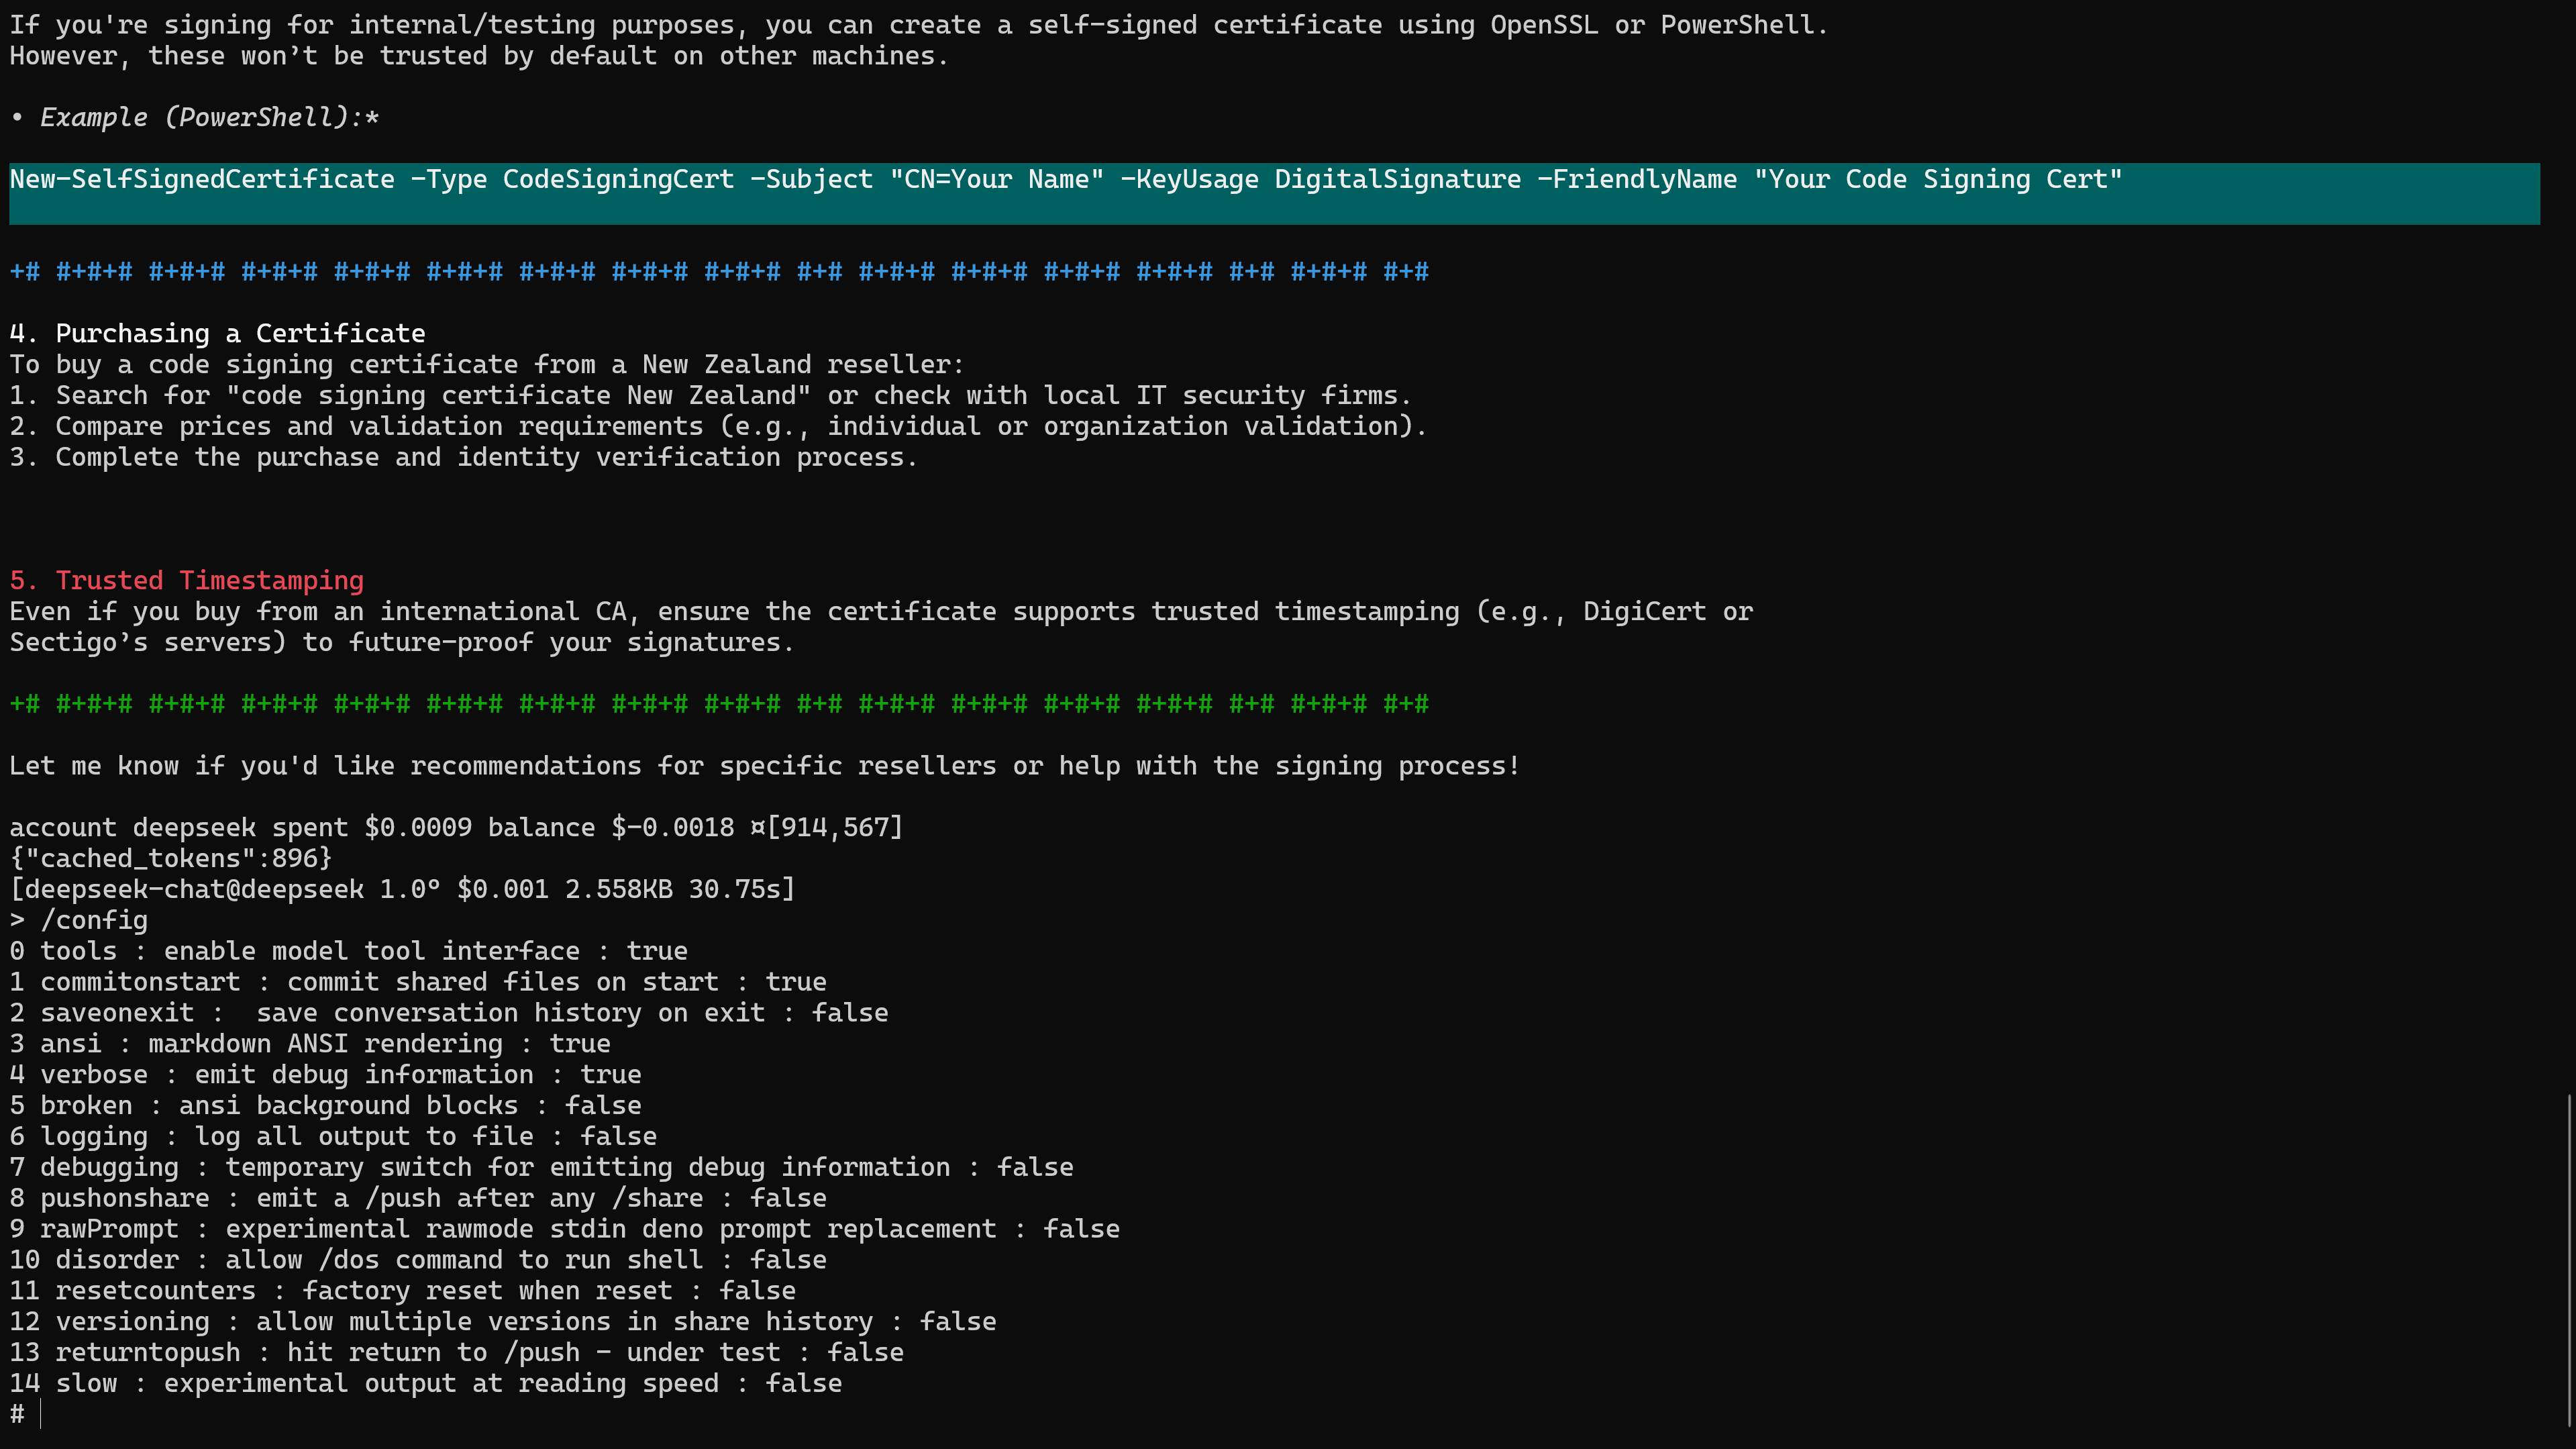 If you're signing for internal/testing purposes, you can create a self-signed certificate using OpenSSL or PowerShell.
However, these won’t be trusted by default on other machines.
• Example (PowerShell):*
New-SelfSignedCertificate -Type CodeSigningCert -Subject "CN=Your Name" -KeyUsage DigitalSignature -FriendlyName "Your Code Signing Cert"
+# #+#+# #+#+# #+#+# #+#+# #+#+# #+#+# #+#+# #+#+# #+# #+#+# #+#+# #+#+# #+#+# #+# #+#+# #+#
4. Purchasing a Certificate
To buy a code signing certificate from a New Zealand reseller:
1. Search for "code signing certificate New Zealand" or check with local IT security firms.
2. Compare prices and validation requirements (e.g., individual or organization validation).
3. Complete the purchase and identity verification process.
5. Trusted Timestamping
Even if you buy from an international CA, ensure the certificate supports trusted timestamping (e.g., DigiCert or
Sectigo’s servers) to future-proof your signatures.
+# #+#+# #+#+# #+#+# #+#+# #+#+# #+#+# #+#+# #+#+# #+# #+#+# #+#+# #+#+# #+#+# #+# #+#+# #+#
Let me know if you'd like recommendations for specific resellers or help with the signing process!
account deepseek spent $0.0009 balance $-0.0018 ¤[914,567]
{"cached_tokens":896}
[deepseek-chat@deepseek 1.0° $0.001 2.558KB 30.75s]
> /config
0 tools : enable model tool interface : true
1 commitonstart : commit shared files on start : true
2 saveonexit :  save conversation history on exit : false
3 ansi : markdown ANSI rendering : true
4 verbose : emit debug information : true
5 broken : ansi background blocks : false
6 logging : log all output to file : false
7 debugging : temporary switch for emitting debug information : false
8 pushonshare : emit a /push after any /share : false
9 rawPrompt : experimental rawmode stdin deno prompt replacement : false
10 disorder : allow /dos command to run shell : false
11 resetcounters : factory reset when reset : false
12 versioning : allow multiple versions in share history : false
13 returntopush : hit return to /push - under test : false
14 slow : experimental output at reading speed : false
#